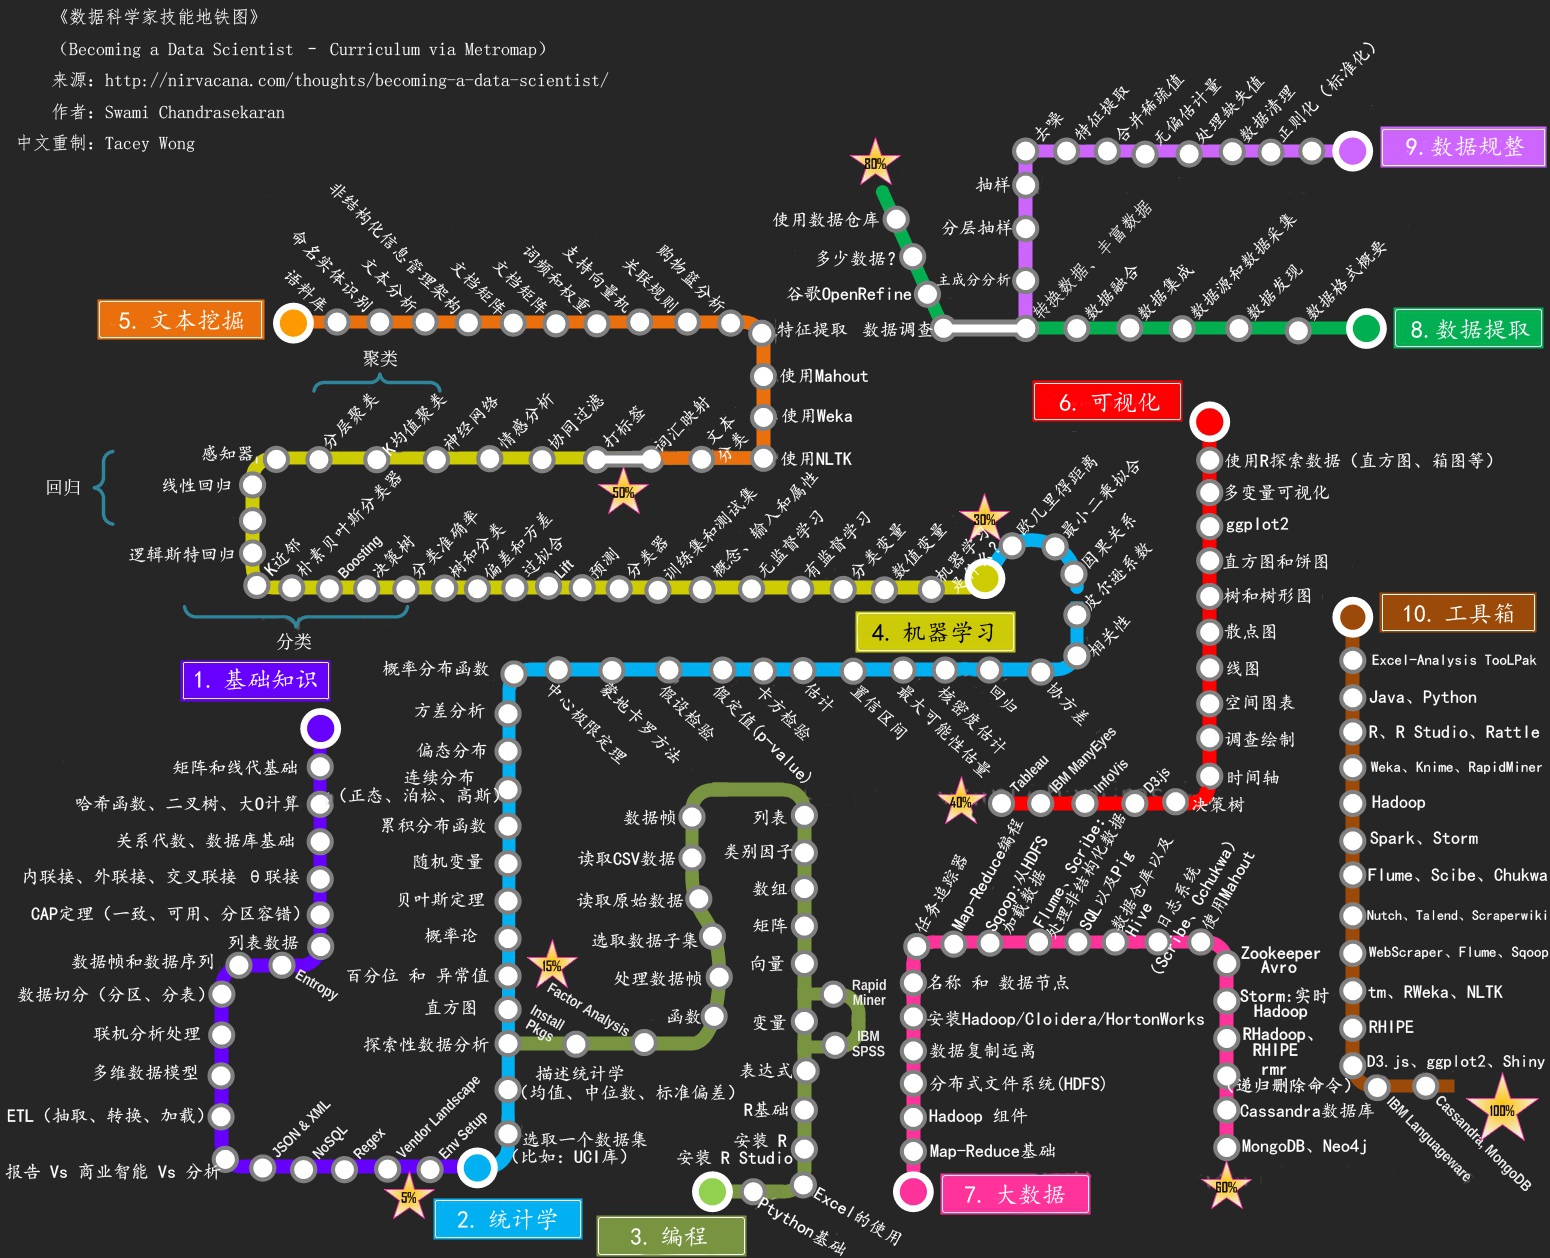 《数据科学家技能地铁图》
（Becoming a Data Scientist – Curriculum via Metromap）
来源：http://nirvacana.com/thoughts/becoming-a-data-scientist/
作者：Swami Chandrasekaran
中文重制：Tacey Wong
1. 基础知识
矩阵和线代基础
哈希函数、二叉树、大O计算
关系代数、数据库基础
内联接、外联接、交叉联接 θ联接
CAP定理（一致、可用、分区容错）
列表数据
Entropy
数据帧和数据序列
数据切分（分区、分表）
联机分析处理
多维数据模型
ETL（抽取、转换、加载）
报告 Vs 商业智能 Vs 分析
JSON & XML
NoSQL
Regex
Vendor Landscape
Env Setup
5%
2. 统计学
选取一个数据集
（比如：UCI库）
描述统计学
（均值、中位数、标准偏差）
探索性数据分析
直方图
百分位 和 异常值
概率论
贝叶斯定理
随机变量
累积分布函数
连续分布
（正态、泊松、高斯）
偏态分布
方差分析
概率分布函数
中心极限定理
蒙地卡罗方法
假设检验
假定值(p-value)
卡方检验
估计
置信区间
最大可能性估量
核密度估计
回归
协方差
相关性
皮尔逊系数
因果关系
最小二乘拟合
欧几里得距离
30%
15%
Install
Pkgs
Factor Analysis
3. 编程
Ptython基础
Excel的使用
安装 R
安装 R Studio
R基础
表达式
变量
IBM
SPSS
Rapid
Miner
向量
矩阵
数组
类别因子
列表
数据帧
读取CSV数据
读取原始数据
选取数据子集
处理数据帧
函数
4. 机器学习
机器学习
是什么?
数值变量
分类变量
有监督学习
无监督学习
概念、输入和属性
训练集和测试集
分类器
预测
Lift
过拟合
偏差和方差
树和分类
分类准确率
决策树
Boosting
朴素贝叶斯分类器
K近邻
分类
逻辑斯特回归
线性回归
回归
感知器
聚类
分层聚类
K均值聚类
神经网络
情感分析
协同过滤
打标签
50%
词汇映射
文本
分类
使用NLTK
使用Weka
使用Mahout
特征提取
5. 文本挖掘
语料库
命名实体识别
文本分析
非结构化信息管理架构
文档矩阵
文档矩阵
词频和权重
支持向量机
关联规则
购物篮分析
6. 可视化
使用R探索数据（直方图、箱图等）
多变量可视化
ggplot2
直方图和饼图
树和树形图
散点图
线图
空间图表
调查绘制
时间轴
决策树
D3.js
InfoVis
IBM ManyEyes
Tableau
40%
7. 大数据
Map-Reduce基础
Hadoop 组件
分布式文件系统(HDFS)
数据复制远离
安装Hadoop/Cloidera/HortonWorks
名称 和 数据节点
任务追踪器
Map-Reduce编程
Sqoop:从HDFS
加载数据
Flume、Scribe:
处理非结构化数据
SQL以及Pig
数据仓库以及
Hive
日志系统
(Scribe、Cchukwa)
使用Mahout
Zookeeper
Avro
Storm:实时
Hadoop
RHadoop、
RHIPE
rmr
（递归删除命令）
Cassandra数据库
MongoDB、Neo4j
60%
8. 数据提取
数据格式概要
数据发现
数据源和数据采集
数据集成
数据融合
转换数据、丰富数据
数据调查
谷歌OpenRefine
多少数据?
使用数据仓库
80%
9. 数据规整
正则化（标准化）
数据清理
处理缺失值
无偏估计量
合并稀疏值
特征提取
去噪
抽样
分层抽样
主成分分析
10. 工具箱
Excel-Analysis TooLPak
Java、Python
R、R Studio、Rattle
Weka、Knime、RapidMiner
Hadoop
Spark、Storm
Flume、Scibe、Chukwa
Nutch、Talend、Scraperwiki
WebScraper、Flume、Sqoop
tm、RWeka、NLTK
RHIPE
D3.js、ggplot2、Shiny
IBM Languageware
Cassandra、MongoDB
100%